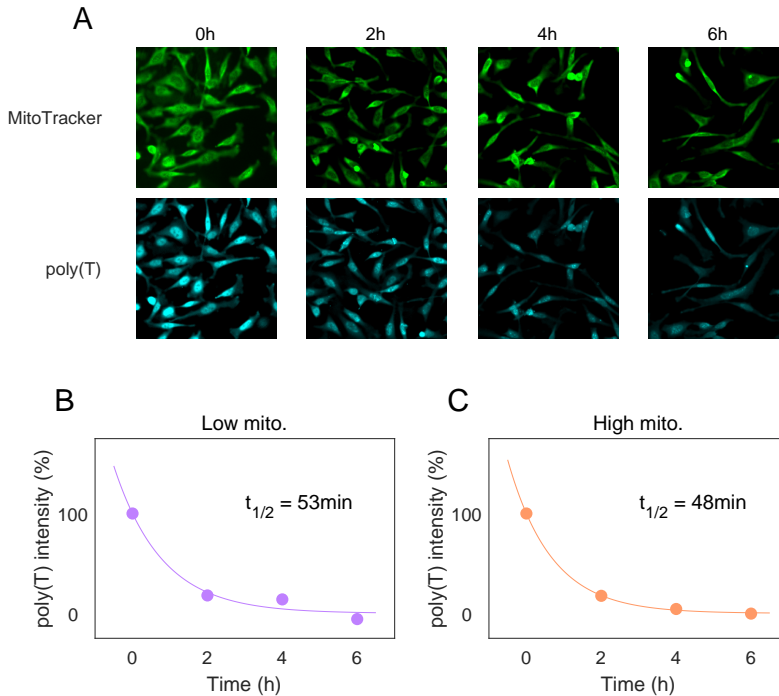 A
0h 2h 4h 6h
MitoTracker
poly(T)
B
Low mito.
poly(T) intensity (%)
100
0
t1/2 = 53min
0 2 4 6
Time (h)
C
High mito.
poly(T) intensity (%)
100
0
t1/2 = 48min
0 2 4 6
Time (h)